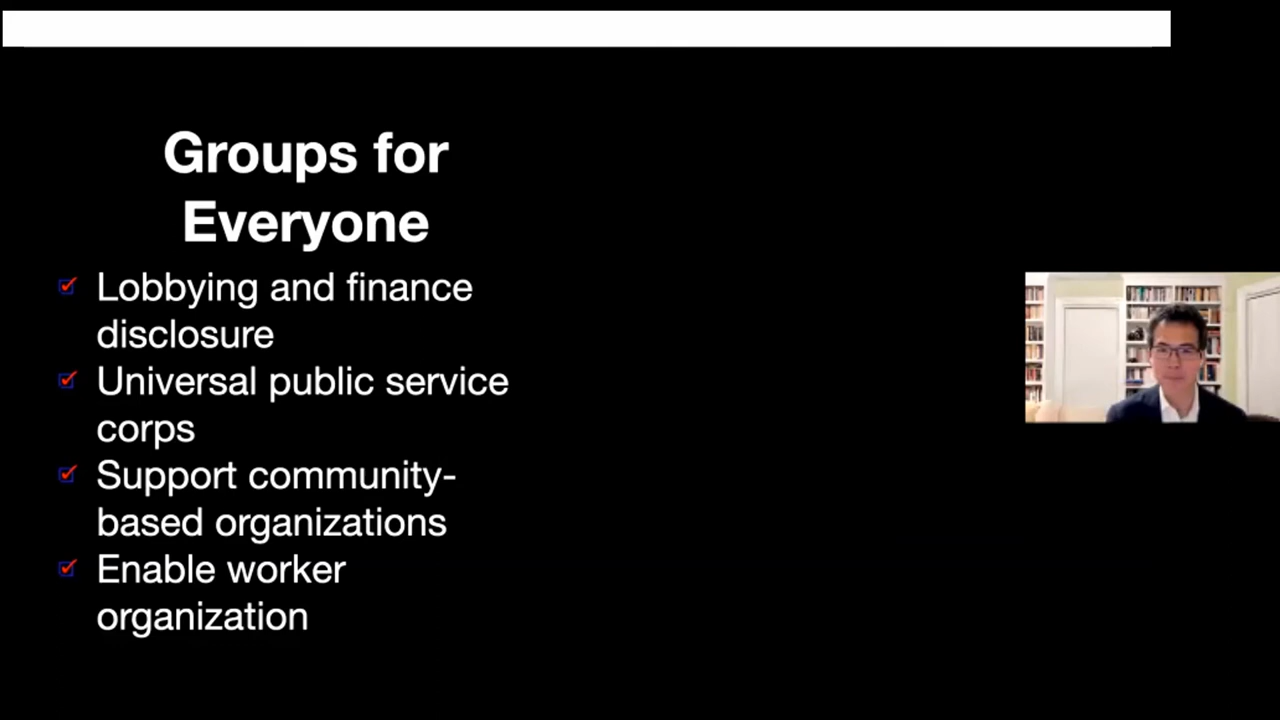 Groups for
Everyone
Lobbying and finance
disclosure
Universal public service
corps
Support community-
based organizations
Enable worker
organization